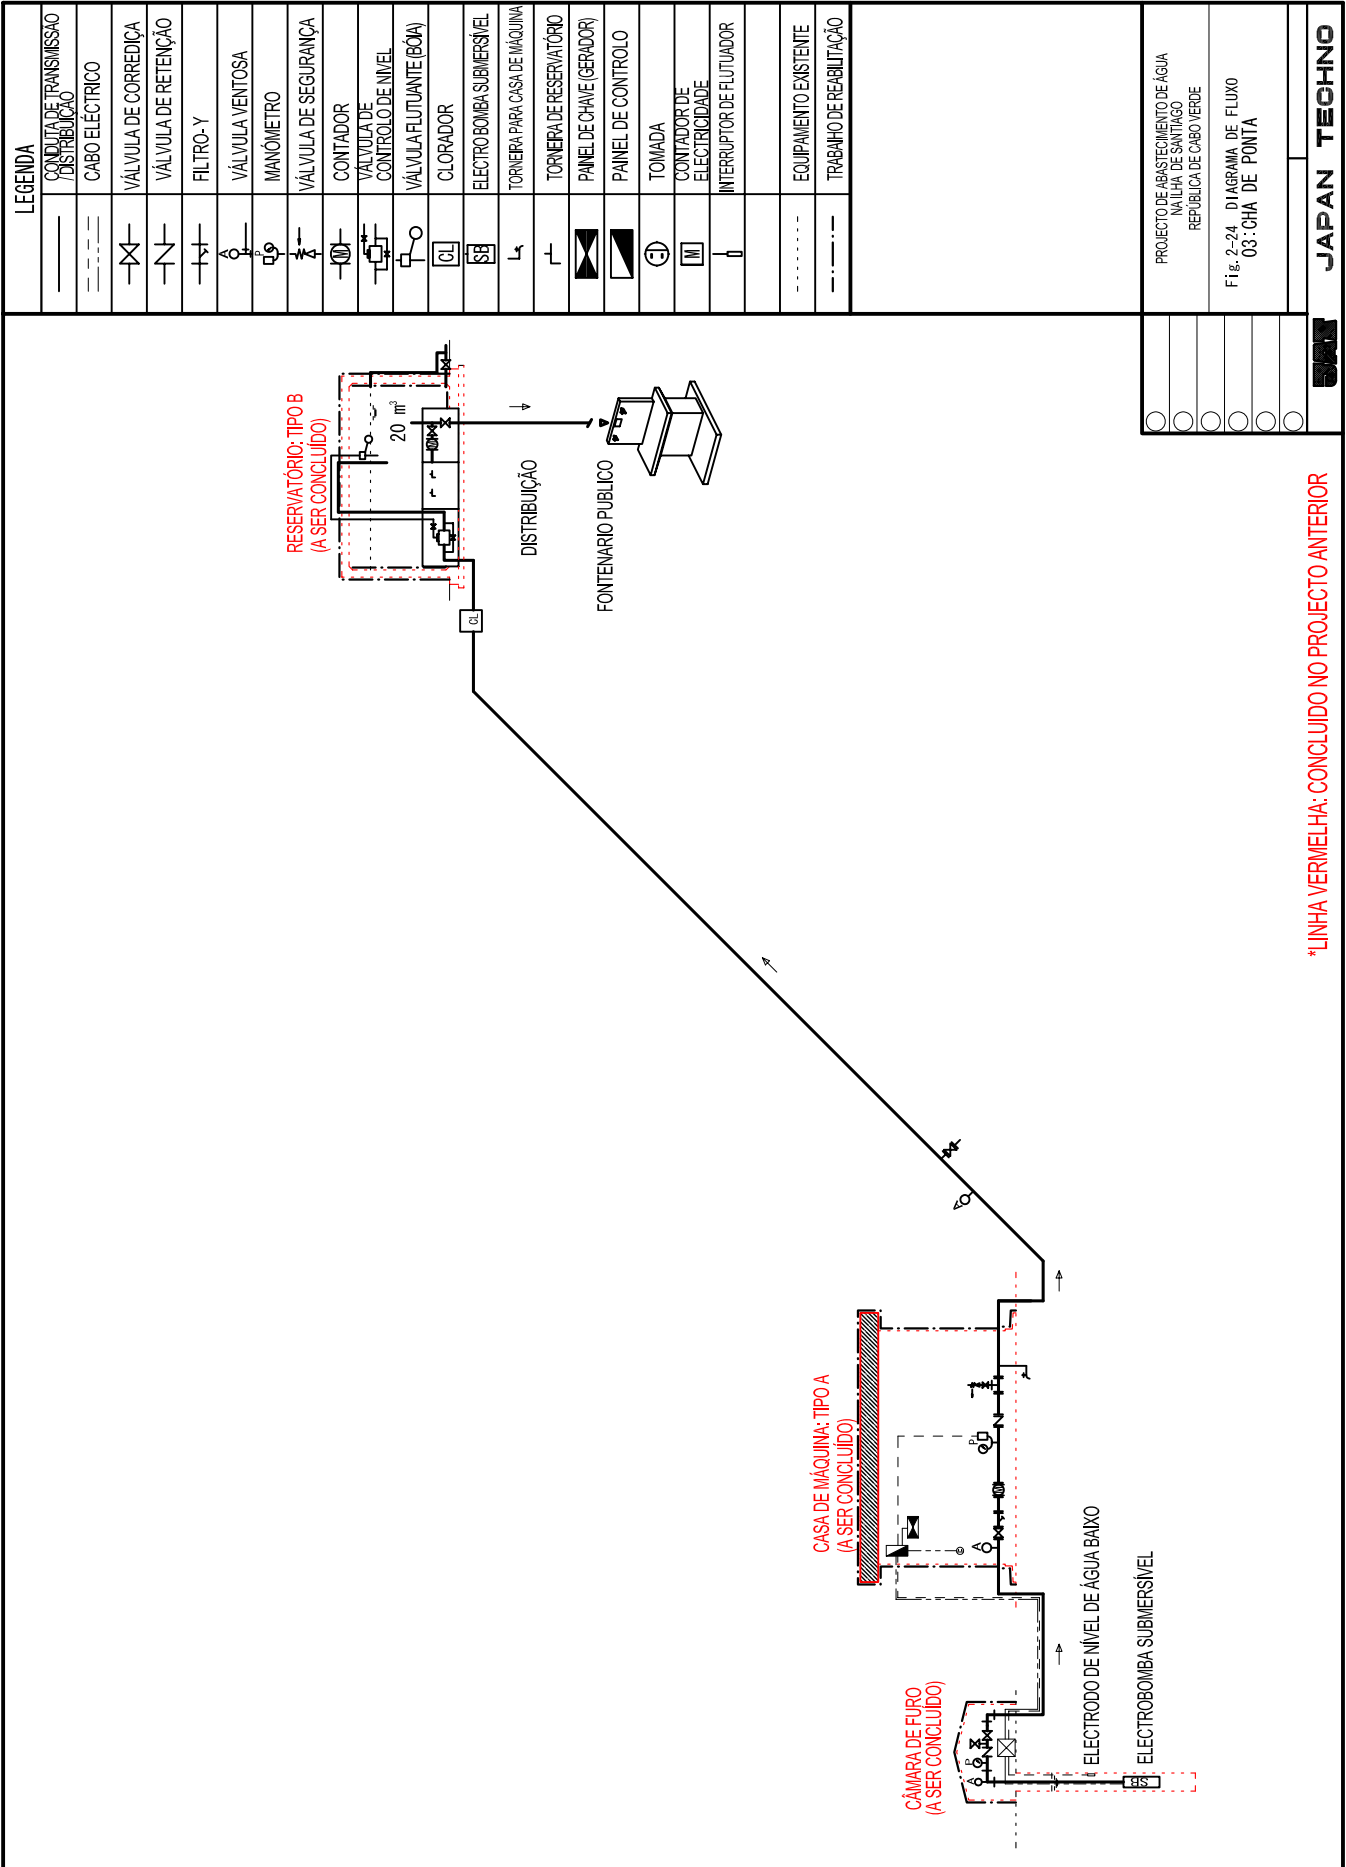 LEGENDA
CONDUTA DE TRANSMISSÃO
/DISTRIBUIÇÃO
CABO ELÉCTRICO
VÁLVULA DE CORREDIÇA
VÁLVULA DE RETENÇÃO
FILTRO-Y
A
VÁLVULA VENTOSA
P
MANÓMETRO
VÁLVULA DE SEGURANÇA
M
CONTADOR
VÁLVULA DE
CONTROLO DE NIVEL
VÁLVULA FLUTUANTE (BÓIA)
CL
CLORADOR
SB
ELECTROBOMBA SUBMERSÍVEL
TORNEIRA PARA CASA DE MÁQUINA
TORNEIRA DE RESERVATÓRIO
PAINEL DE CHAVE (GERADOR)
PAINEL DE CONTROLO
TOMADA
M
CONTADOR DE
ELECTRICIDADE
INTERRUPTOR DE FLUTUADOR
EQUIPAMENTO EXISTENTE
TRABAIHO DE REABILITAÇÃO
PROJECTO DE ABASTECIMENTO DE ÁGUA
NA ILHA DE SANTIAGO
REPÚBLICA DE CABO VERDE
Fig. 2-24 DIAGRAMA DE FLUXO
03:CHA DE PONTA
JAPAN TECHNO
RESERVATÓRIO: TIPO B
(A SER CONCLUÍDO)
20 m³
DISTRIBUIÇÃO
FONTENARIO PUBLICO
CL
A
CASA DE MÁQUINA: TIPO A
(A SER CONCLUÍDO)
P
A
CÂMARA DE FURO
(A SER CONCLUÍDO)
P
A
ELECTRODO DE NÍVEL DE ÁGUA BAIXO
ELECTROBOMBA SUBMERSÍVEL
SB
*LINHA VERMELHA: CONCLUIDO NO PROJECTO ANTERIOR